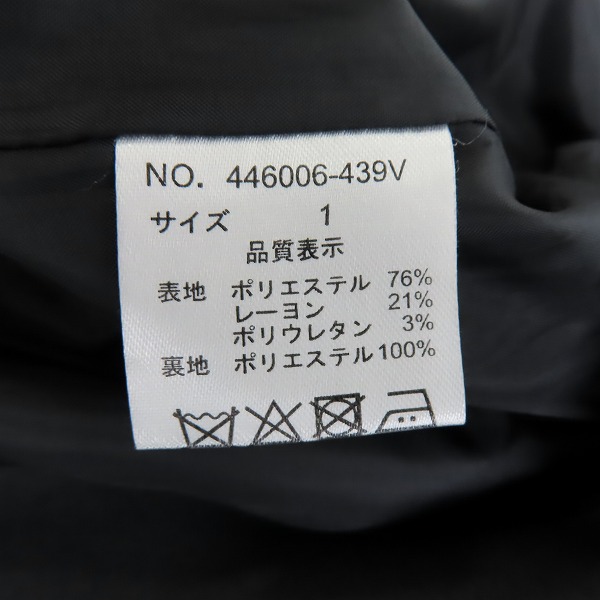 NO. 446006-439V
サイズ 1
品質表示
表地 ポリエステル 76%
レーヨン 21%
ポリウレタン 3%
裏地 ポリエステル 100%